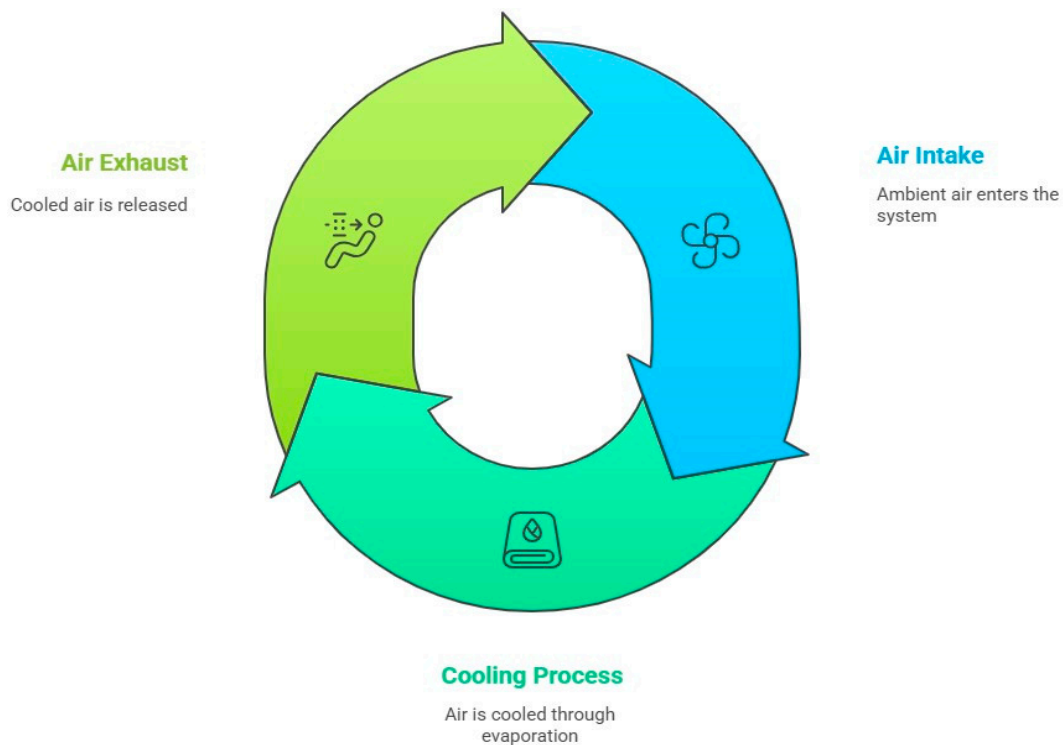 Air Exhaust
Cooled air is released
Air Intake
Ambient air enters the
system
Cooling Process
Air is cooled through
evaporation